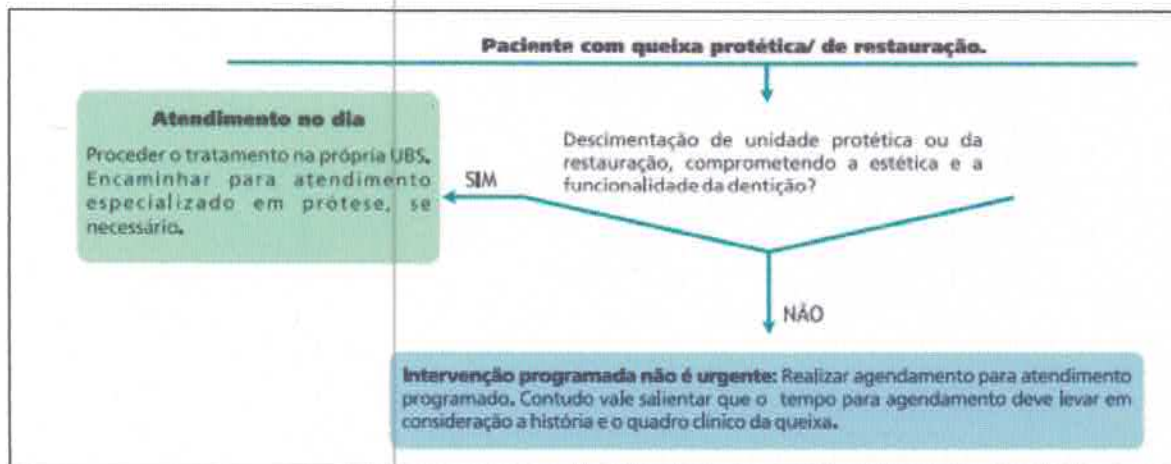 Paciente com queixa protética/ de restauração.
Atendimento no dia
Proceder o tratamento na própria UBS.
Encaminhar para atendimento
especializado em prótese, se
necessário.
SIM
Descimentação de unidade protética ou da
restauração, comprometendo a estética e a
funcionalidade da dentição?
NÃO
Intervenção programada não é urgente: Realizar agendamento para atendimento
programado. Contudo vale salientar que o tempo para agendamento deve levar em
consideração a história e o quadro clínico da queixa.